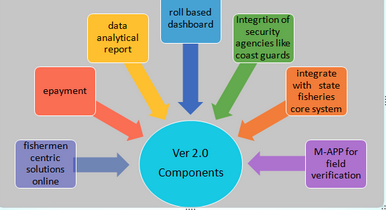 roll based
dashboard
data
analytical
report
Integrtion of
security
agencies like
coast guards
epayment
integrate
with state
fisheries
core system
fishermen
centric
solutions
online
Ver 2.0
Components
M-APP for
field
verification